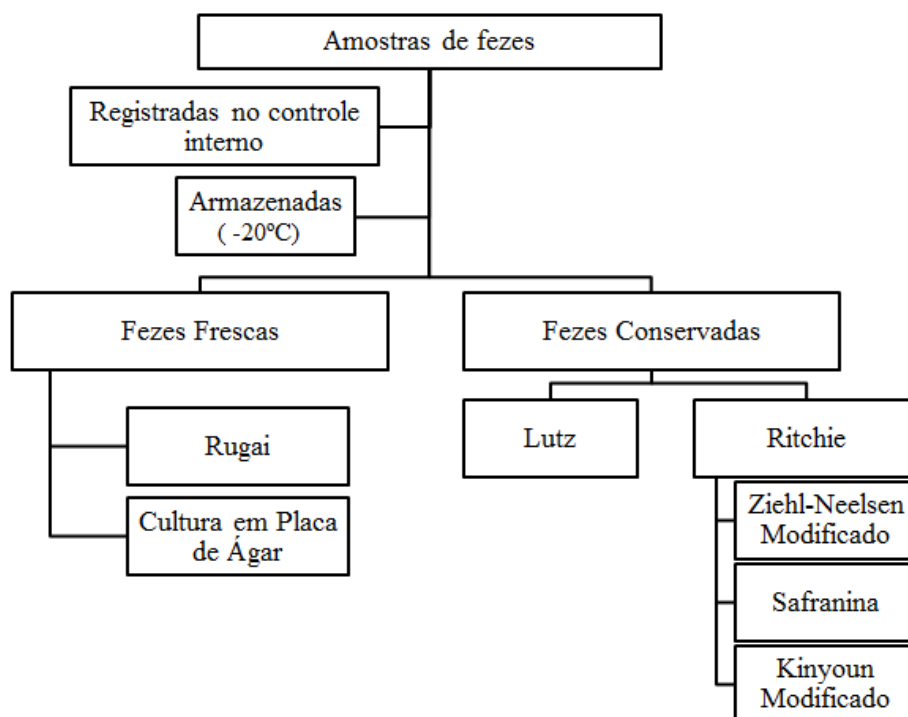 Amostras de fezes
Registradas no controle
interno
Armazenadas
( -20ºC)
Fezes Frescas
Fezes Conservadas
Rugai
Cultura em Placa
de Ágar
Lutz
Ritchie
Ziehl-Neelsen
Modificado
Safranina
Kinyoun
Modificado